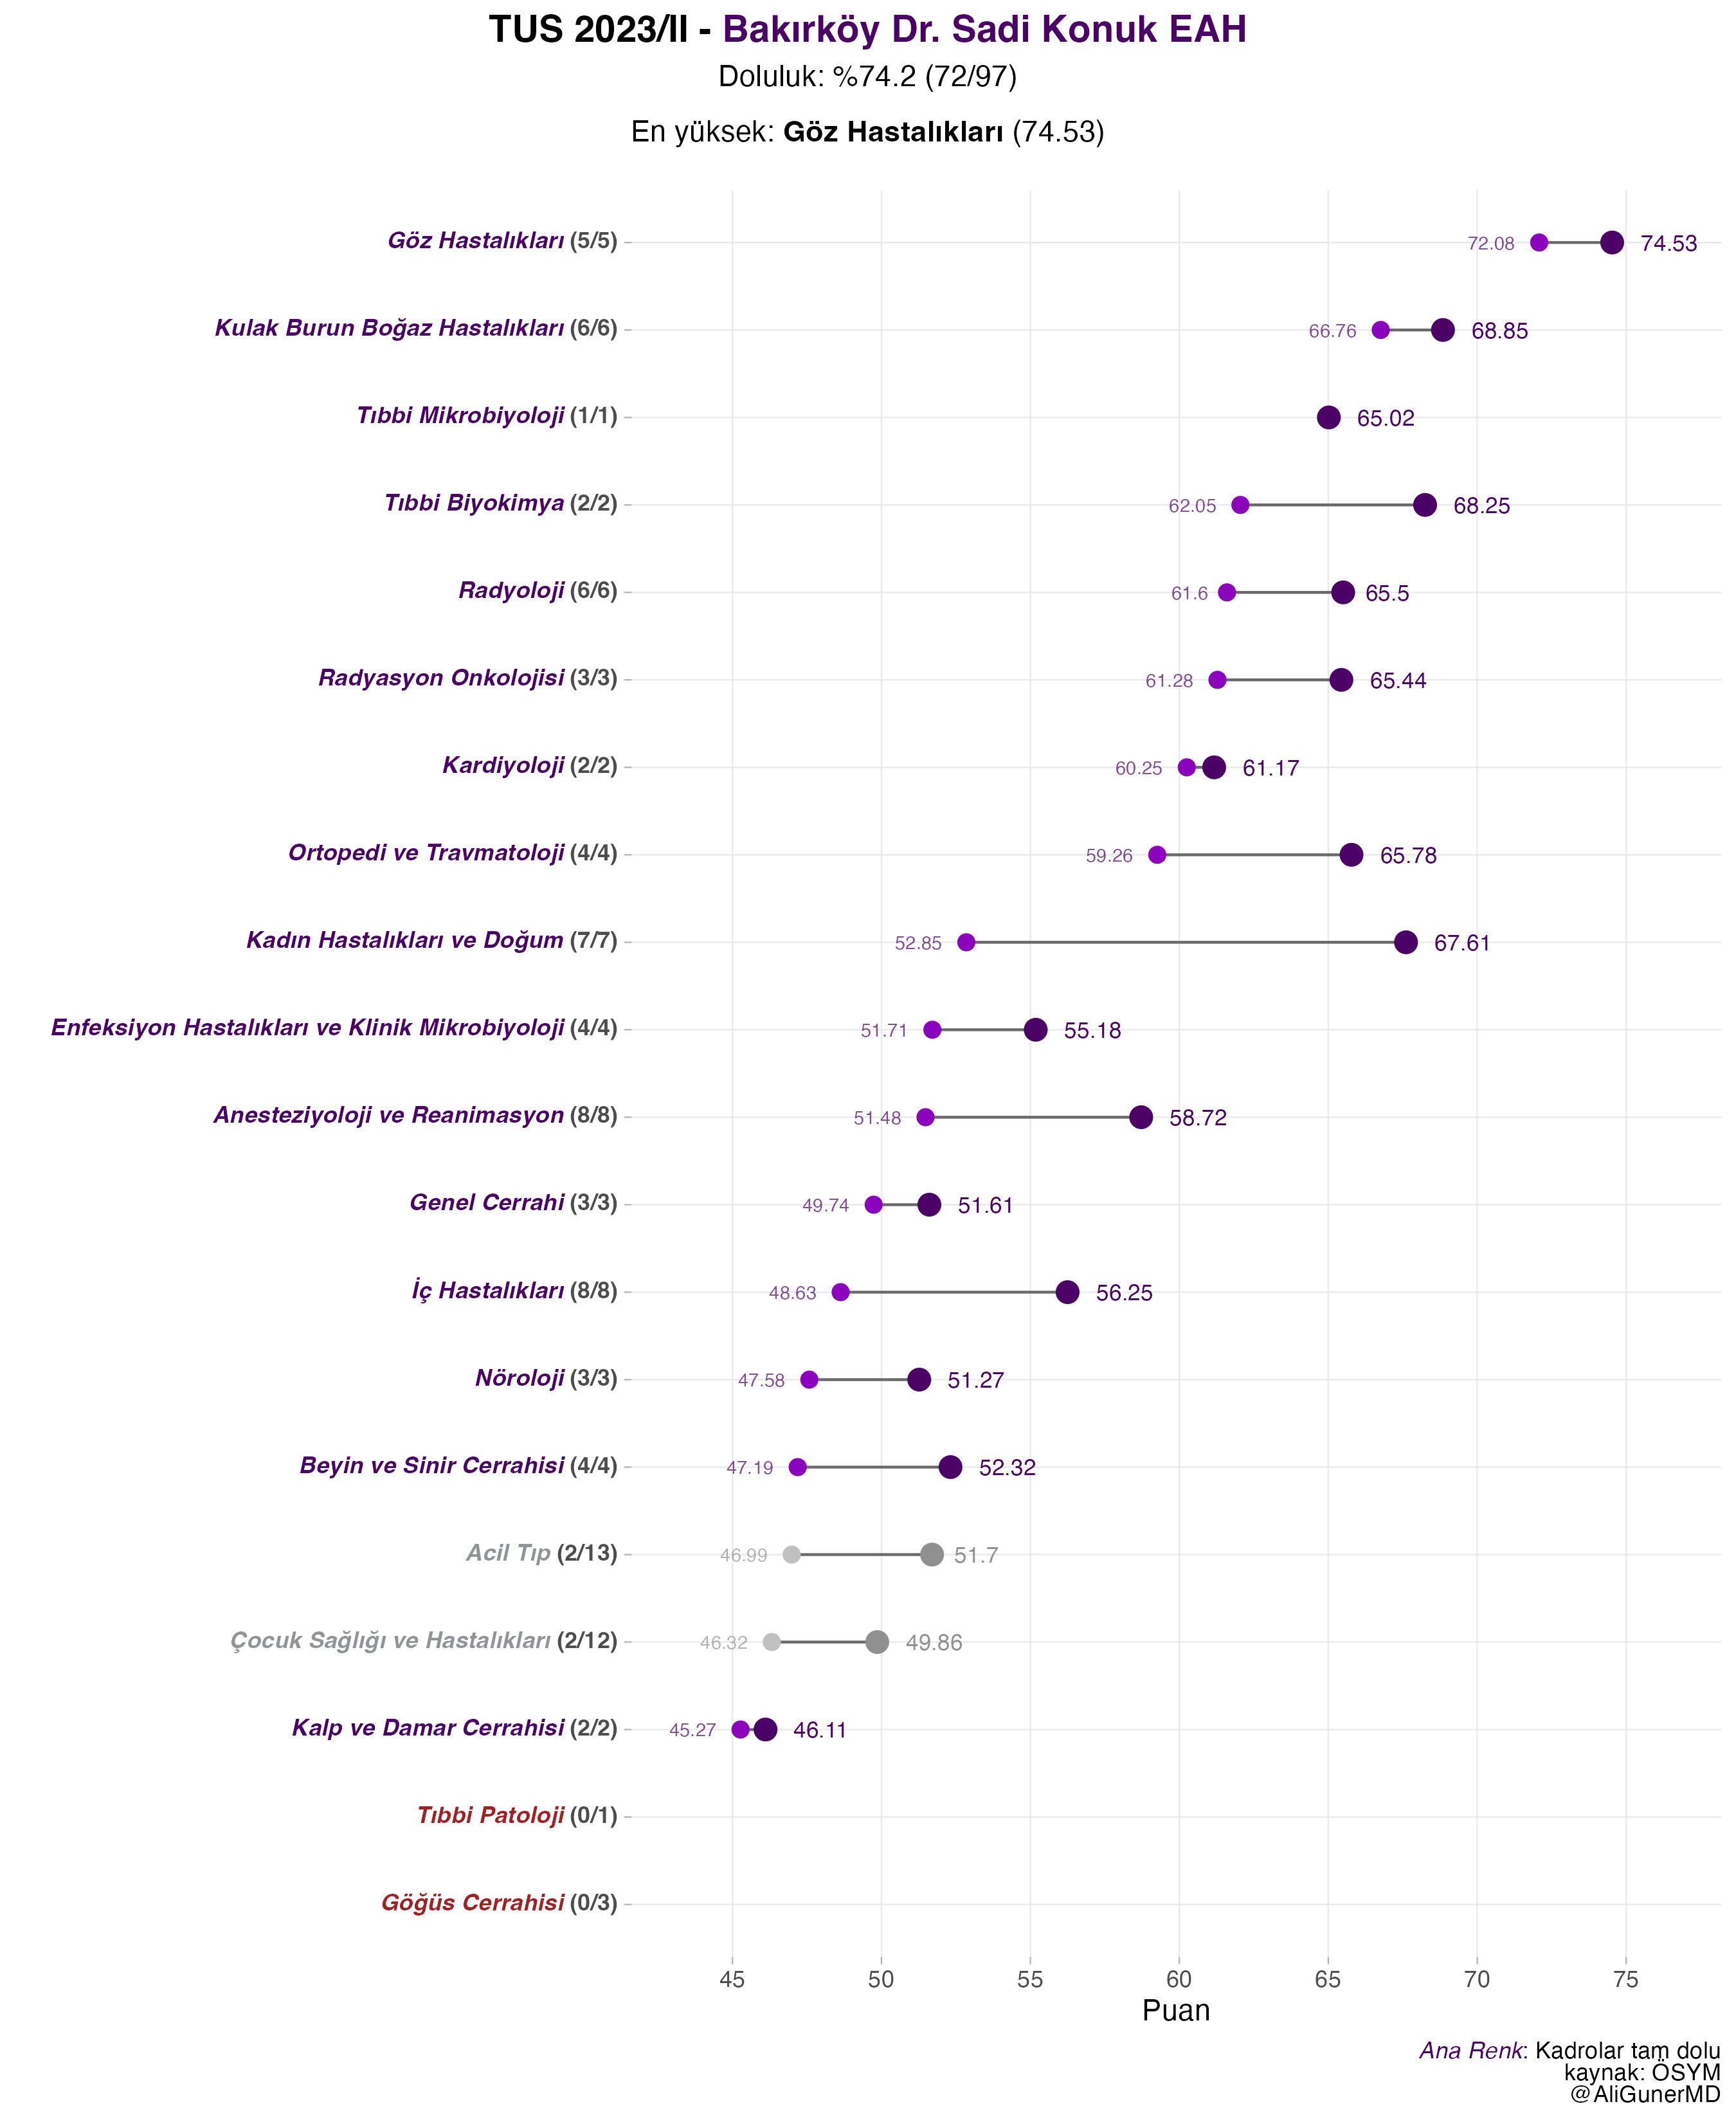 TUS 2023/II - Bakırköy Dr. Sadi Konuk EAH
Doluluk: %74.2 (72/97)
En yüksek: Göz Hastalıkları (74.53)
Göz Hastalıkları (5/5) 72.08 74.53
Kulak Burun Boğaz Hastalıkları (6/6) 66.76 68.85
Tıbbi Mikrobiyoloji (1/1) 65.02
Tıbbi Biyokimya (2/2) 62.05 68.25
Radyoloji (6/6) 61.6 65.5
Radyasyon Onkolojisi (3/3) 61.28 65.44
Kardiyoloji (2/2) 60.25 61.17
Ortopedi ve Travmatoloji (4/4) 59.26 65.78
Kadın Hastalıkları ve Doğum (7/7) 52.85 67.61
Enfeksiyon Hastalıkları ve Klinik Mikrobiyoloji (4/4) 51.71 55.18
Anesteziyoloji ve Reanimasyon (8/8) 51.48 58.72
Genel Cerrahi (3/3) 49.74 51.61
İç Hastalıkları (8/8) 48.63 56.25
Nöroloji (3/3) 47.58 51.27
Beyin ve Sinir Cerrahisi (4/4) 47.19 52.32
Acil Tıp (2/13) 46.99 51.7
Çocuk Sağlığı ve Hastalıkları (2/12) 46.32 49.86
Kalp ve Damar Cerrahisi (2/2) 45.27 46.11
Tıbbi Patoloji (0/1)
Göğüs Cerrahisi (0/3)
45 50 55 60 65 70 75
Puan
Ana Renk: Kadrolar tam dolu
kaynak: ÖSYM
@AliGunerMD